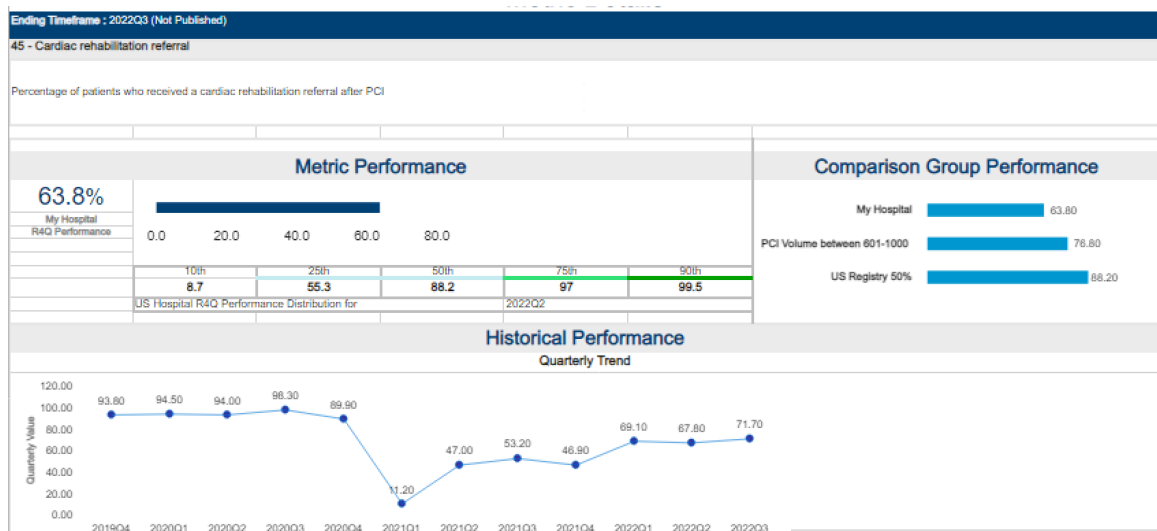 Ending Timeframe : 2022Q3 (Not Published)
45 - Cardiac rehabilitation referral
Percentage of patients who received a cardiac rehabilitation referral after PCI
Metric Performance
63.8%
My Hospital
R4Q Performance
0.0 20.0 40.0 60.0 80.0
10th 25th 50th 75th 90th
8.7 55.3 88.2 97 99.5
US Hospital R4Q Performance Distribution for 2022Q2
Comparison Group Performance
My Hospital 63.80
PCI Volume between 601-1000 76.80
US Registry 50% 88.20
Historical Performance
Quarterly Trend
Quarterly Value
120.00
100.00
80.00
60.00
40.00
20.00
0.00
93.80 94.50 94.00 98.30 89.90 11.20 47.00 53.20 46.90 69.10 67.80 71.70
2019Q4 2020Q1 2020Q2 2020Q3 2020Q4 2021Q1 2021Q2 2021Q3 2021Q4 2022Q1 2022Q2 2022Q3